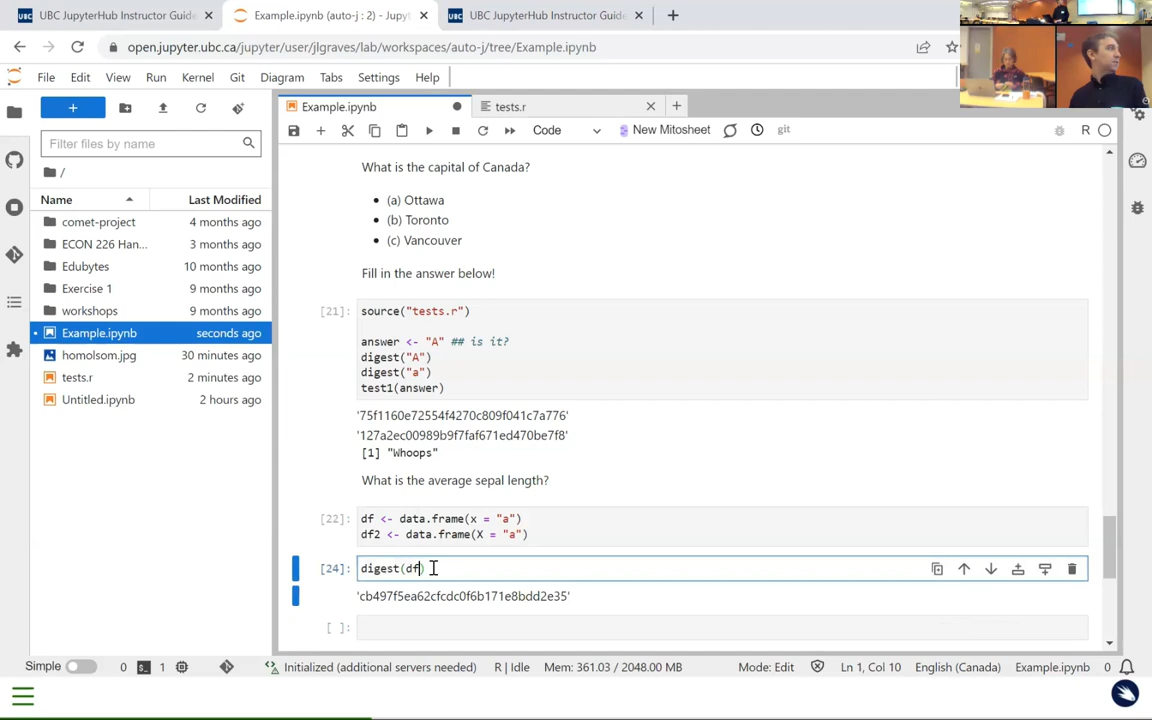 UBC JupyterHub Instructor Guide
Example.ipynb (auto-j : 2) - Jupyt
UBC JupyterHub Instructor Guide
open.jupyter.ubc.ca/jupyter/user/jlgraves/lab/workspaces/auto-j/tree/Example.ipynb
File Edit View Run Kernel Git Diagram Tabs Settings Help
Example.ipynb
tests.r
Code
New Mitosheet
git
R
Filter files by name
/
Name Last Modified
comet-project 4 months ago
ECON 226 Han... 3 months ago
Edubytes 10 months ago
Exercise 1 9 months ago
workshops 9 months ago
Example.ipynb seconds ago
homolsom.jpg 30 minutes ago
tests.r 2 minutes ago
Untitled.ipynb 2 hours ago
What is the capital of Canada?
• (a) Ottawa
• (b) Toronto
• (c) Vancouver
Fill in the answer below!
[21]: source("tests.r")
answer <- "A" ## is it?
digest("A")
digest("a")
test1(answer)
'75f1160e72554f4270c809f041c7a776'
'127a2ec00989b9f7faf671ed470be7f8'
[1] "Whoops"
What is the average sepal length?
[22]: df <- data.frame(x = "a")
df2 <- data.frame(X = "a")
[24]: digest(df)
'cb497f5ea62cfcdc0f6b171e8bdd2e35'
[ ]:
Simple 0 1 Initialized (additional servers needed) R | Idle Mem: 361.03 / 2048.00 MB Mode: Edit Ln 1, Col 10 English (Canada) Example.ipynb 0